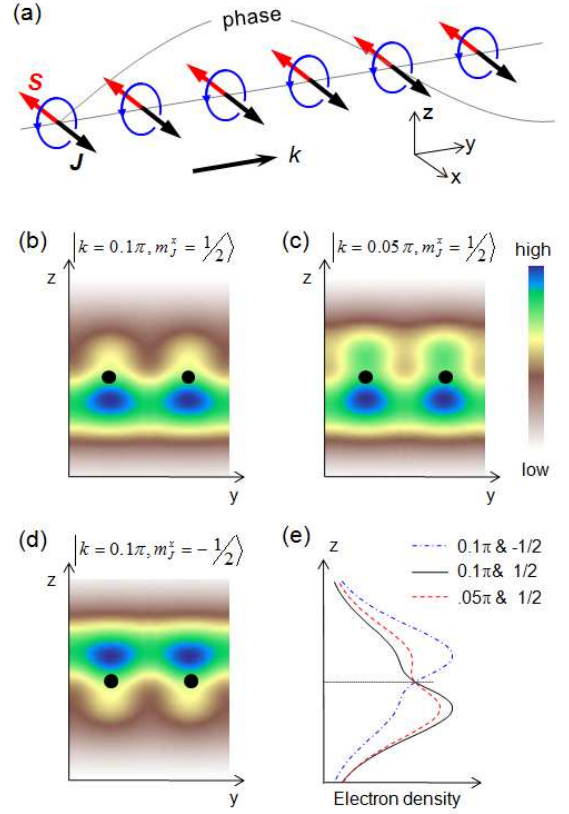 (a)
phase
S
J
k
z
y
x
(b) |k = 0.1π, m_J^x = 1/2⟩
(c) |k = 0.05π, m_J^x = 1/2⟩
high
z
z
y
y
low
(d) |k = 0.1π, m_J^x = - 1/2⟩
(e)
z
z
0.1π & -1/2
0.1π& 1/2
.05π & 1/2
y
Electron density